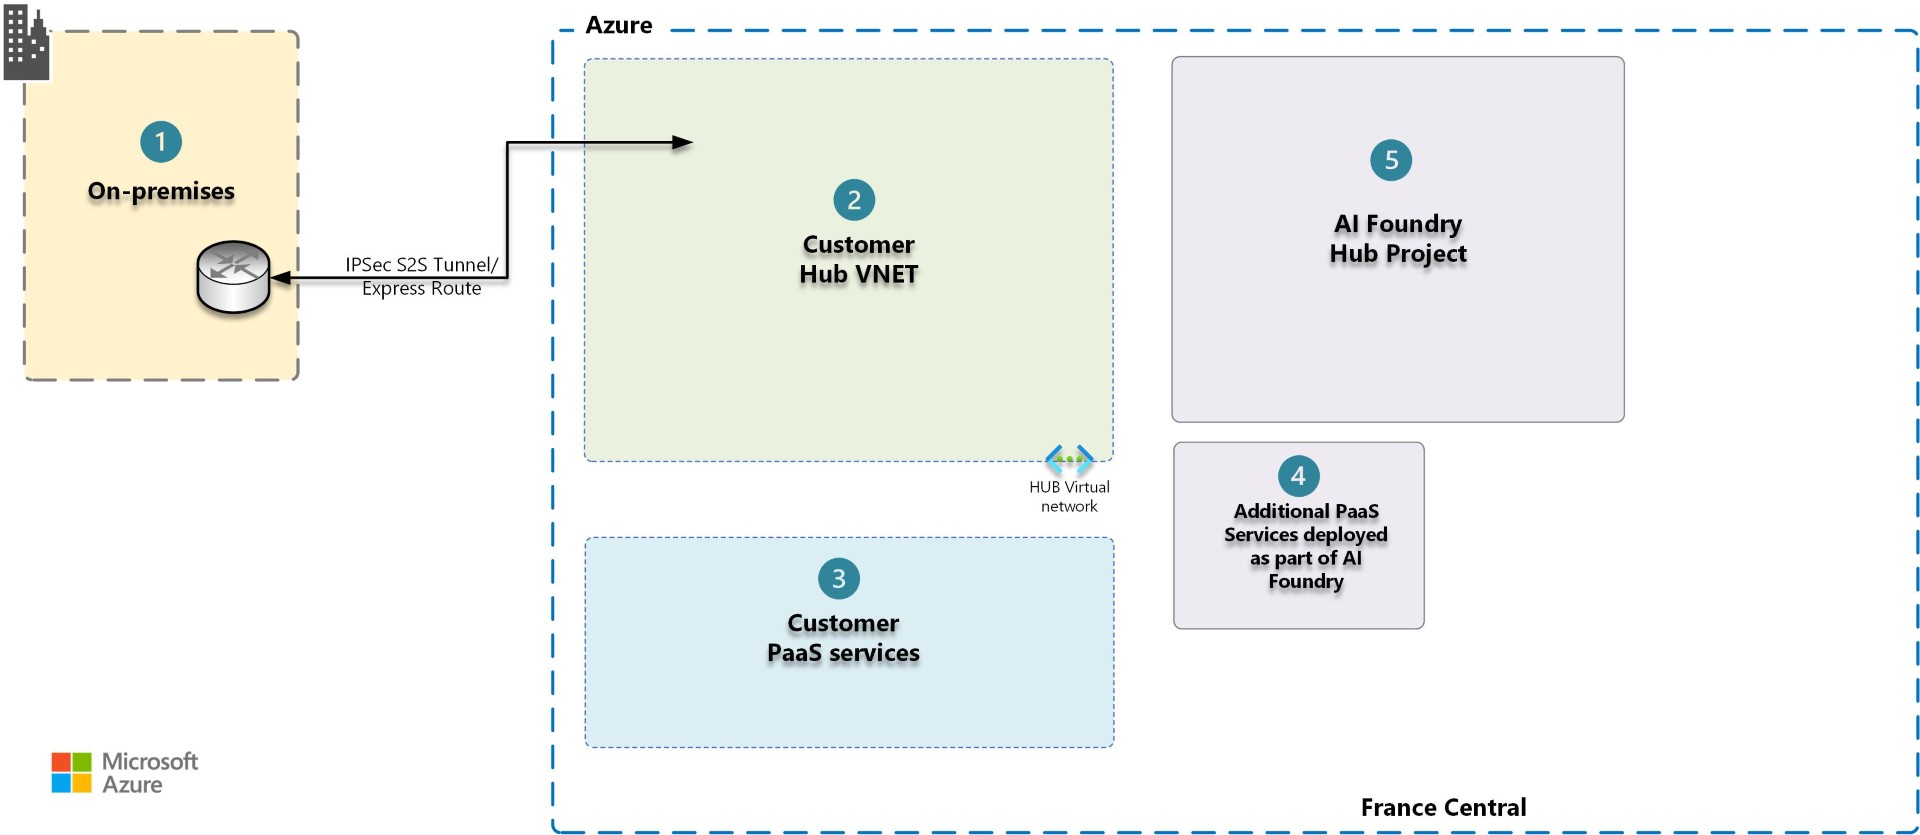 Azure
1
On-premises
IPSec S2S Tunnel/
Express Route
2
Customer
Hub VNET
HUB Virtual
network
3
Customer
PaaS services
5
AI Foundry
Hub Project
4
Additional PaaS
Services deployed
as part of AI
Foundry
Microsoft
Azure
France Central